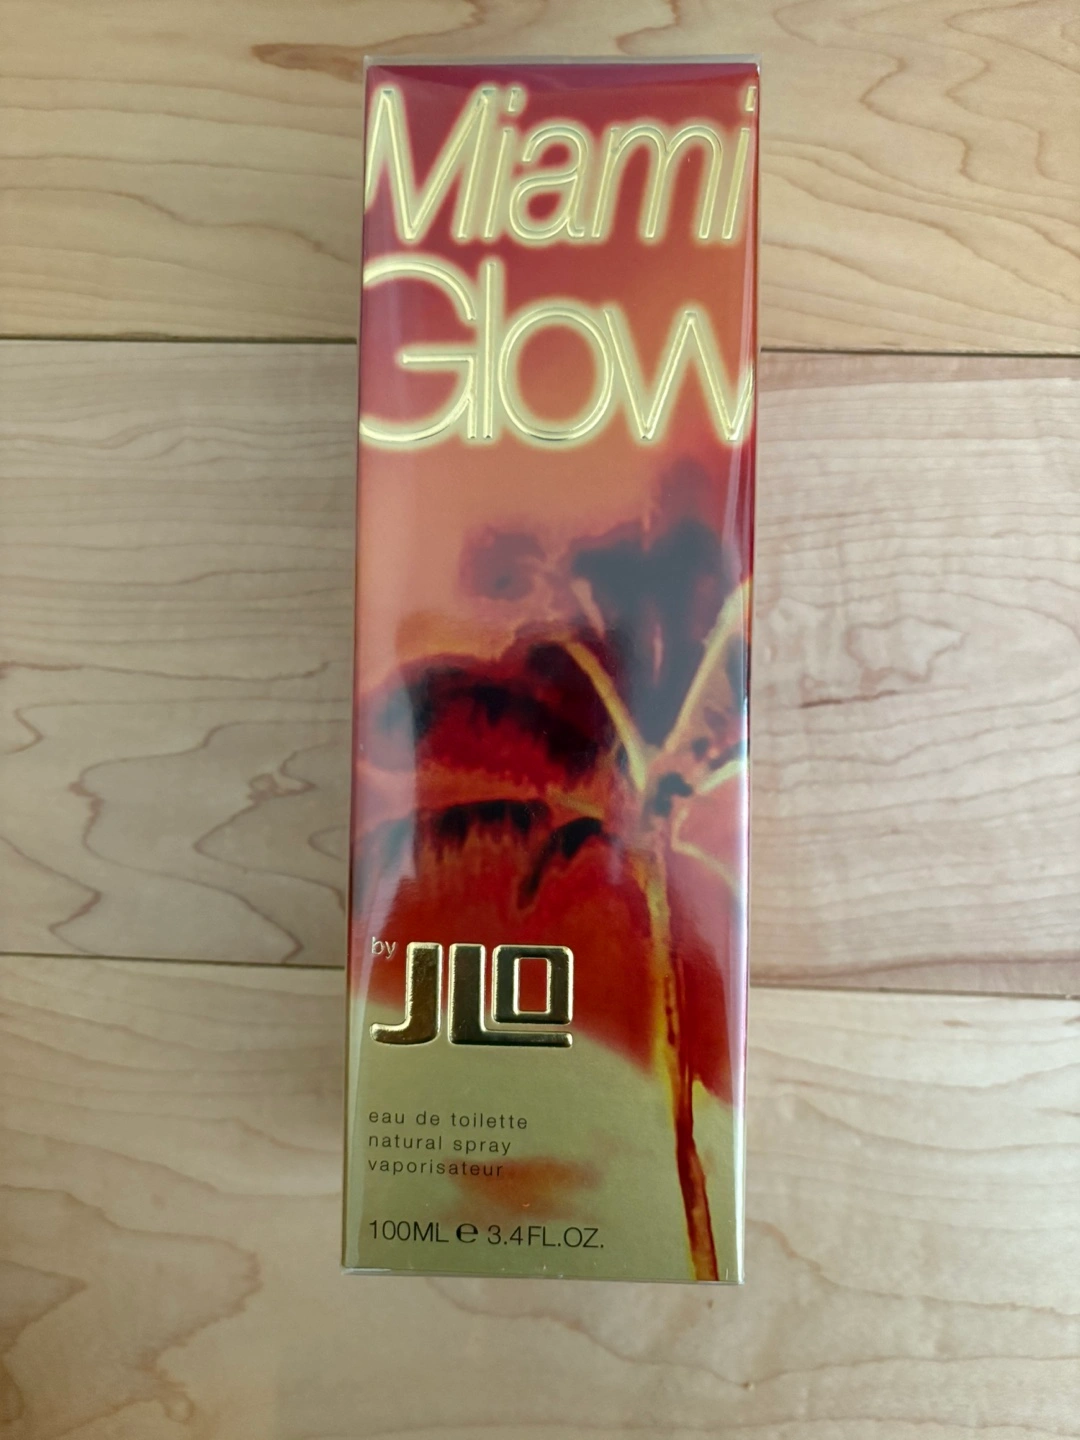 Miami
Glow
by JLO
eau de toilette
natural spray
vaporisateur
100ML ℮ 3.4FL.OZ.